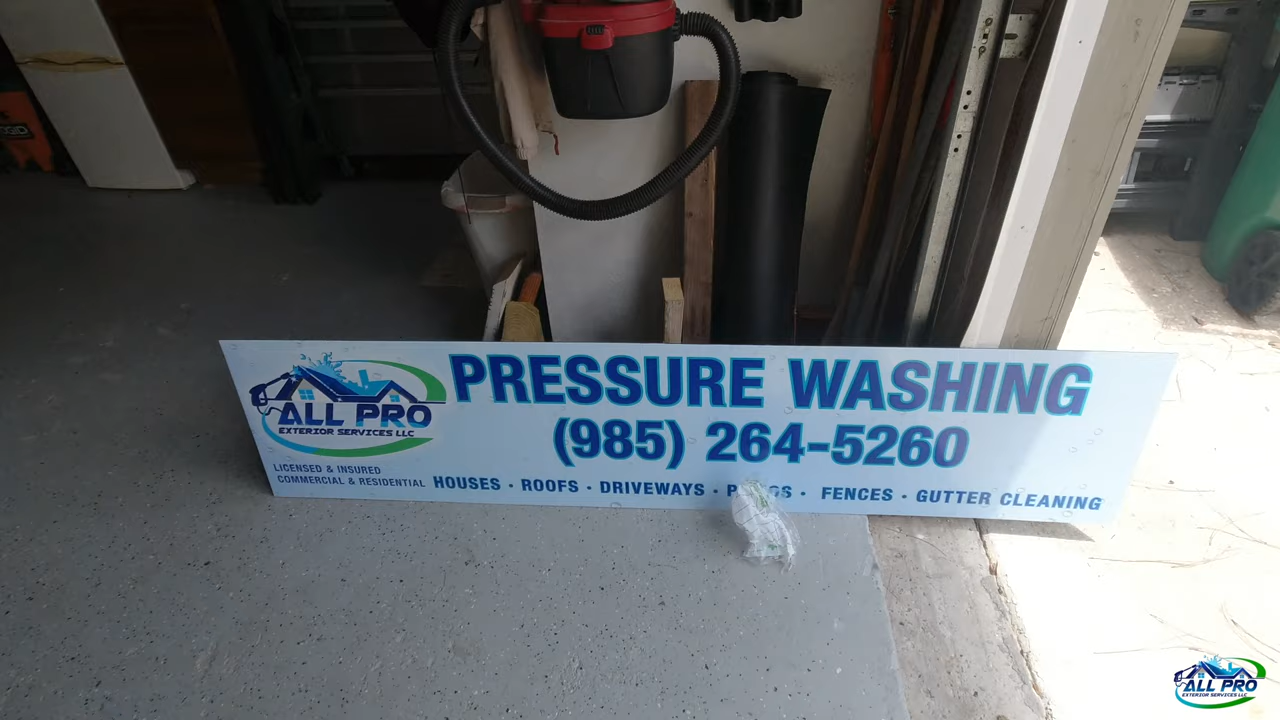 PRESSURE WASHING
(985) 264-5260
ALL PRO
EXTERIOR SERVICES LLC
LICENSED & INSURED
COMMERCIAL & RESIDENTIAL
HOUSES · ROOFS · DRIVEWAYS · · FENCES · GUTTER CLEANING
ALL PRO
EXTERIOR SERVICES LLC